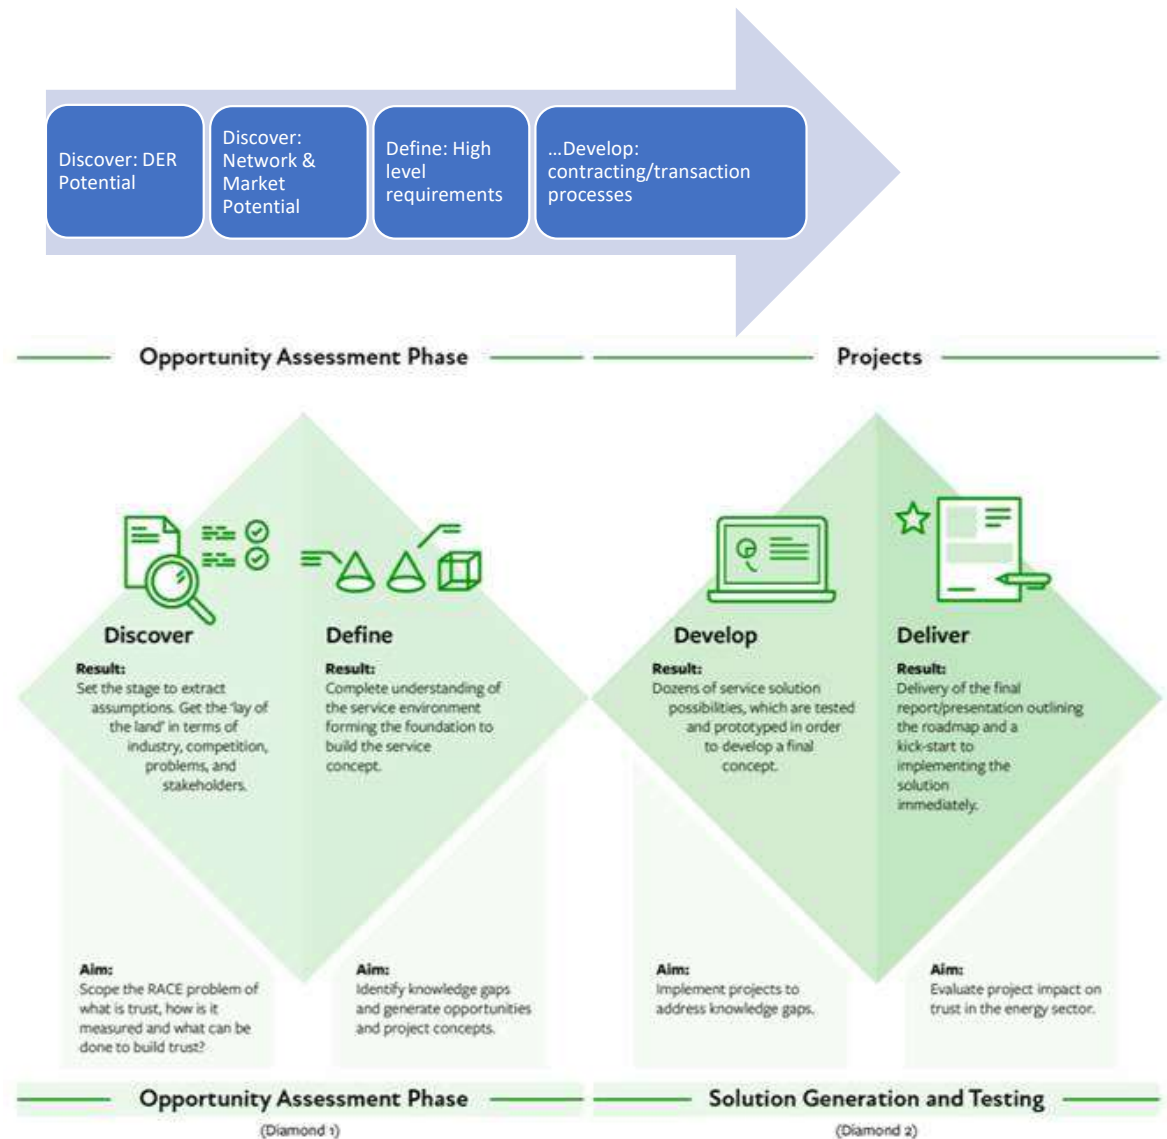 Discover: DER
Potential
Discover:
Network &
Market
Potential
Define: High
level
requirements
...Develop:
contracting/transaction
processes
Opportunity Assessment Phase
Projects
Discover
Result:
Set the stage to extract
assumptions. Get the 'lay of
the land' in terms of
industry, competition,
problems, and
stakeholders.
Define
Result:
Complete understanding of
the service environment
forming the foundation to
build the service
concept.
Develop
Result:
Dozens of service solution
possibilities, which are tested
and prototyped in order
to develop a final
concept.
Deliver
Result:
Delivery of the final
report/presentation outlining
the roadmap and a
kick-start to
implementing the
solution
immediately.
Aim:
Scope the RACE problem of
what is trust, how is it
measured and what can be
done to build trust?
Aim:
Identify knowledge gaps
and generate opportunities
and project concepts.
Aim:
Implement projects to
address knowledge gaps.
Aim:
Evaluate project impact on
trust in the energy sector.
Opportunity Assessment Phase
(Diamond 1)
Solution Generation and Testing
(Diamond 2)